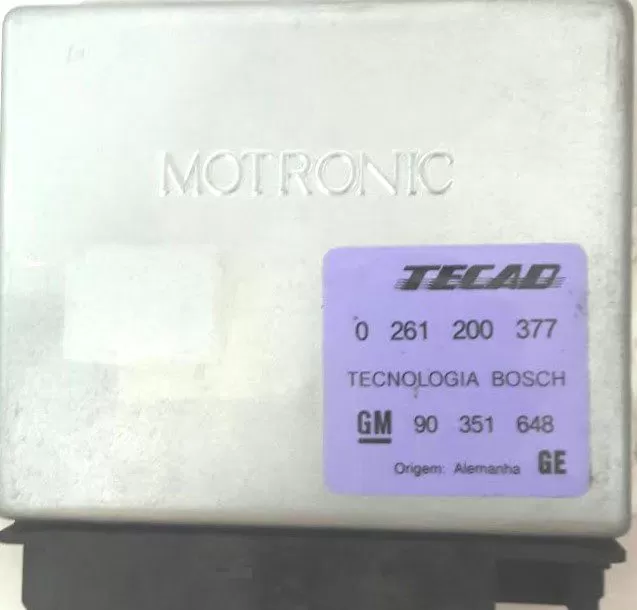 MOTRONIC
TECAD
0 261 200 377
TECNOLOGIA BOSCH
GM 90 351 648
Origem: Alemanha GE